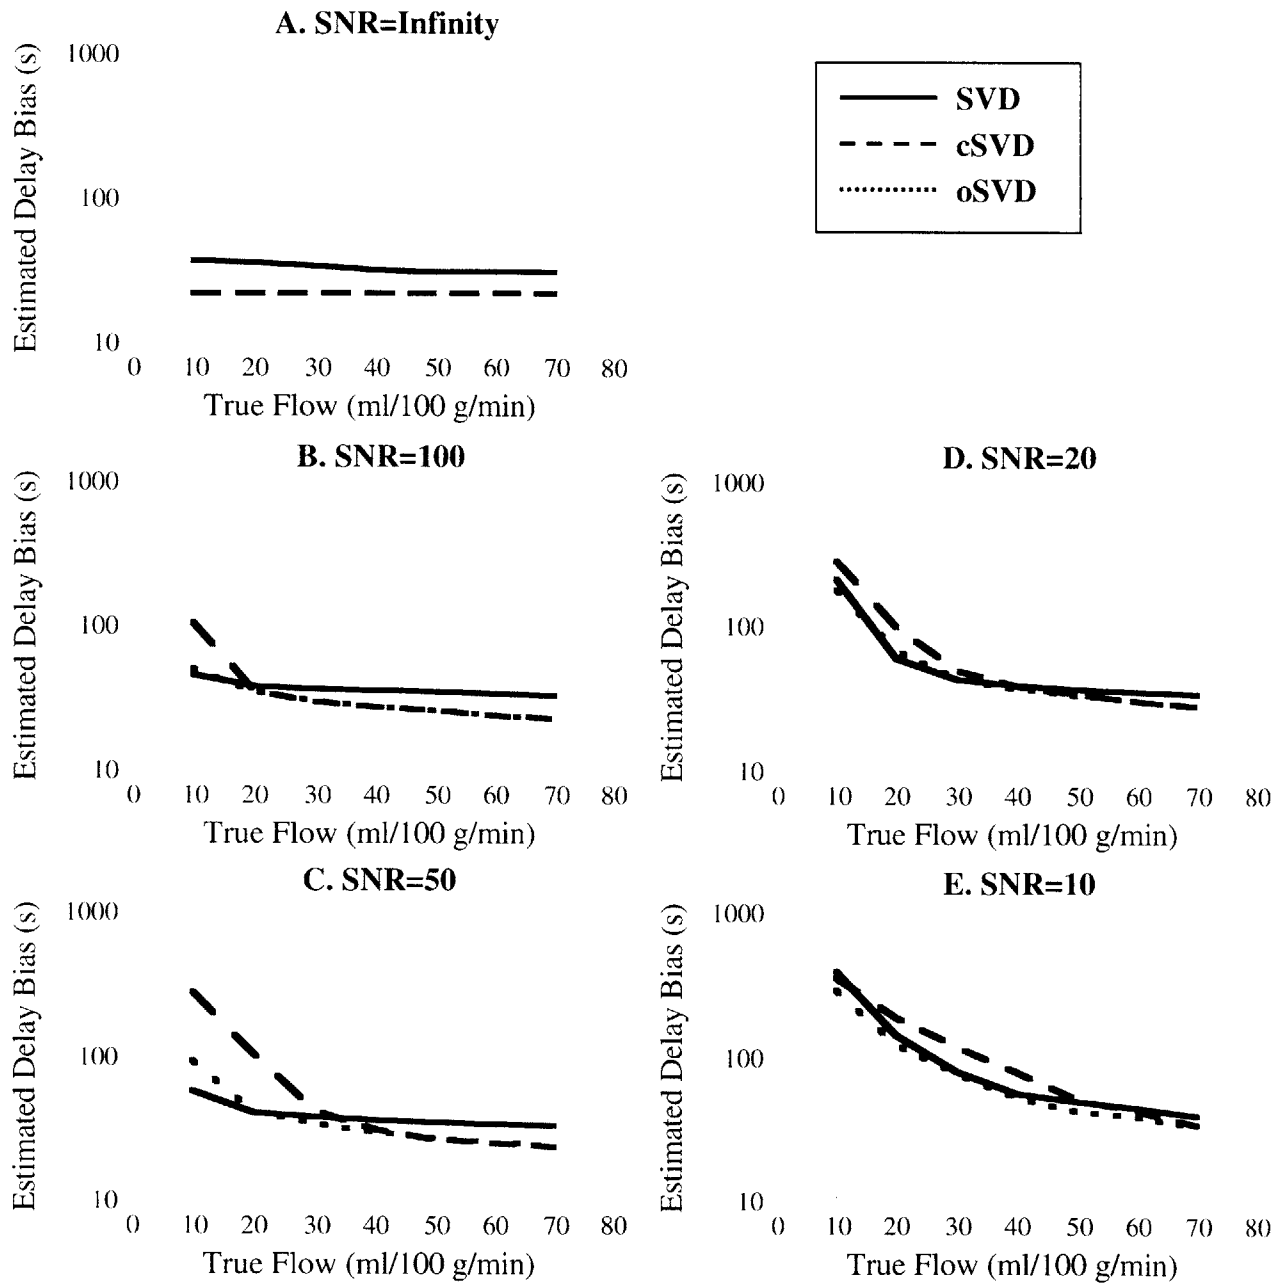 A. SNR=Infinity
Estimated Delay Bias (s)
1000
100
10
0 10 20 30 40 50 60 70 80
True Flow (ml/100 g/min)
SVD
cSVD
oSVD
B. SNR=100
Estimated Delay Bias (s)
1000
100
10
0 10 20 30 40 50 60 70 80
True Flow (ml/100 g/min)
D. SNR=20
Estimated Delay Bias (s)
1000
100
10
0 10 20 30 40 50 60 70 80
True Flow (ml/100 g/min)
C. SNR=50
Estimated Delay Bias (s)
1000
100
10
0 10 20 30 40 50 60 70 80
True Flow (ml/100 g/min)
E. SNR=10
Estimated Delay Bias (s)
1000
100
10
0 10 20 30 40 50 60 70 80
True Flow (ml/100 g/min)